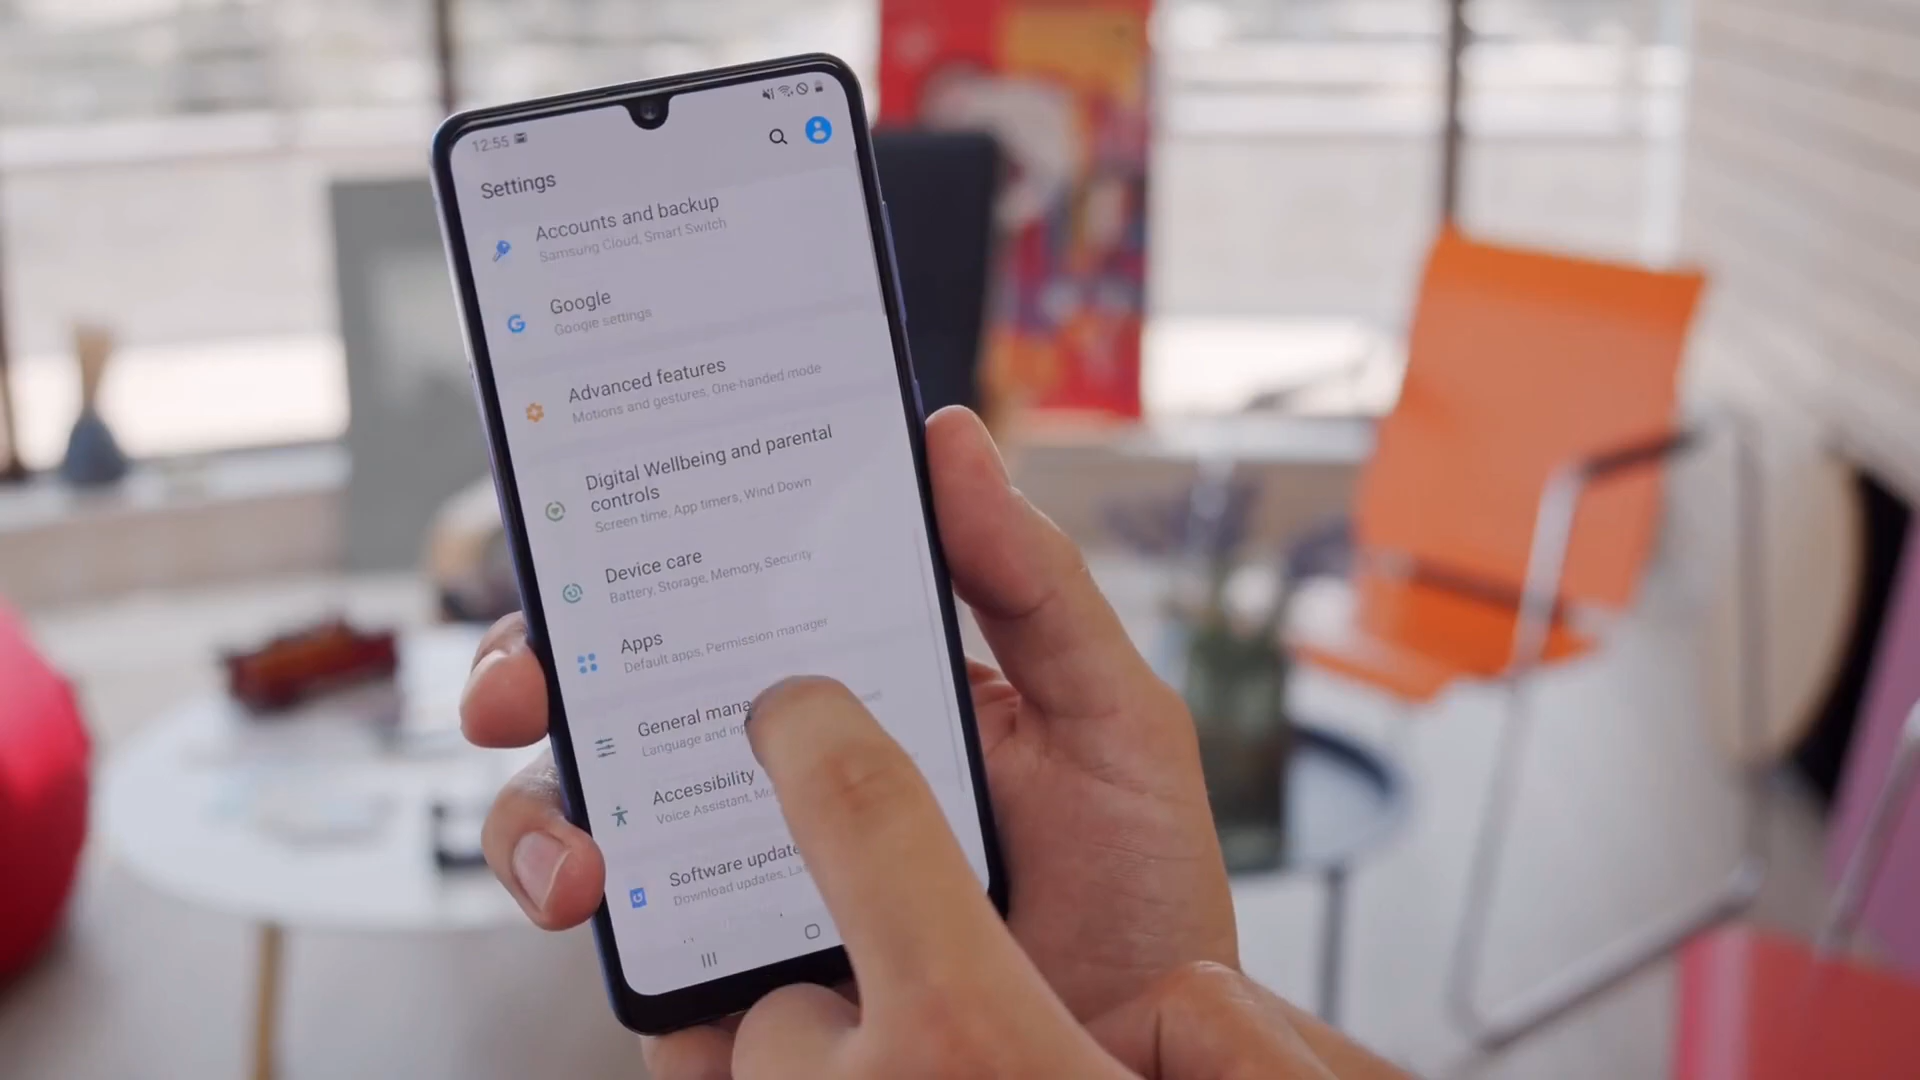 12:55
Settings
Accounts and backup
Samsung Cloud, Smart Switch
Google
Google settings
Advanced features
Motions and gestures, One-handed mode
Digital Wellbeing and parental
controls
Screen time, App timers, Wind Down
Device care
Battery, Storage, Memory, Security
Apps
Default apps, Permission manager
General mana
Language and inp
Accessibility
Voice Assistant, Mo
Software update
Download updates, La